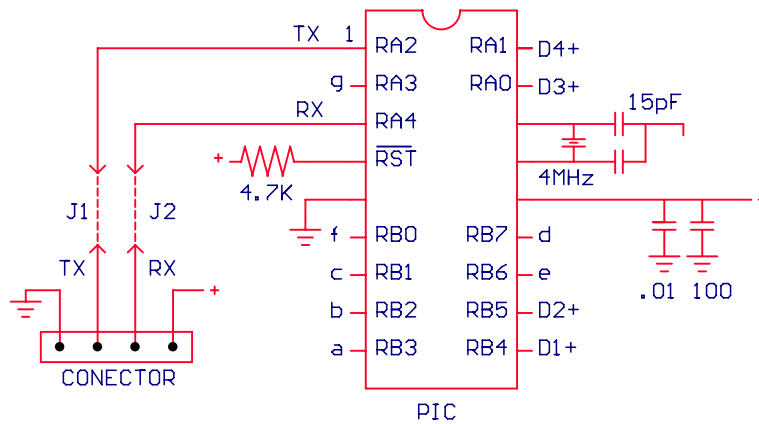 TX 1 RA2 RA1 D4+
g RA3 RA0 D3+
15pF
RX RA4
+ RST
4.7K 4MHz
J1 J2
f RB0 RB7 d
TX RX c RB1 RB6 e
+ .01 100
b RB2 RB5 D2+
a RB3 RB4 D1+
CONECTOR
PIC